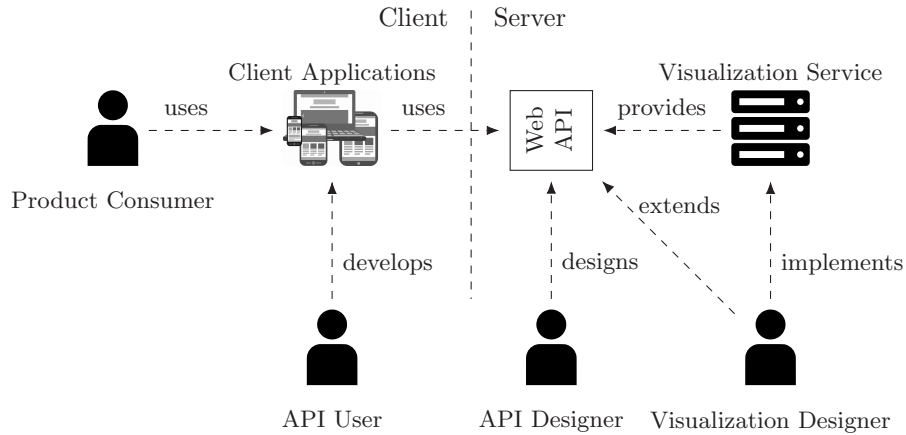 Client
Server
Client Applications
Visualization Service
uses
uses
Web
API
provides
Product Consumer
extends
develops
designs
implements
API User
API Designer
Visualization Designer